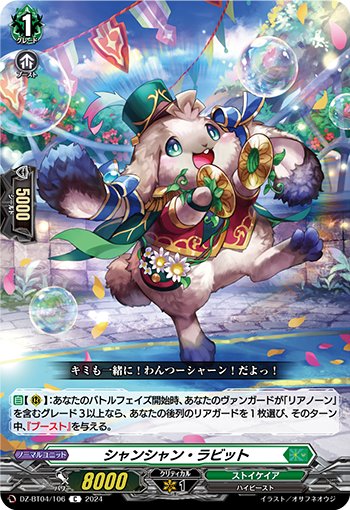 1
グレード
ブースト
シールド
5000
キミも一緒に！わんつーシャーン！だよっ！
【自】【(R)】:あなたのバトルフェイズ開始時、あなたのヴァンガードが「リアノーン」
を含むグレード3以上なら、あなたの後列のリアガードを1枚選び、そのターン
中、『ブースト』を与える。
ノーマルユニット
シャンシャン・ラビット
パワー
8000
クリティカル
1
ストイケイア
ハイビースト
DZ-BT04/106 C 2024
イラスト／オサフネオウジ